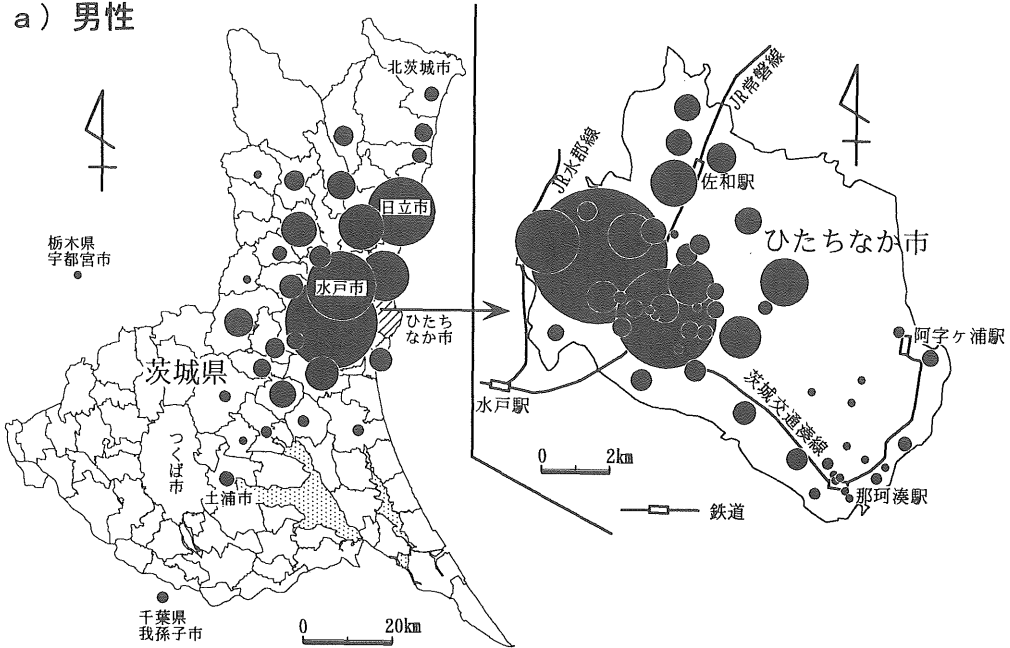 a）男性
北茨城市
日立市
栃木県
宇都宮市
水戸市
ひたち
なか市
茨城県
つくば市
土浦市
千葉県
我孫子市
0 20km
JR常磐線
JR水郡線
佐和駅
ひたちなか市
阿字ヶ浦駅
水戸駅
茨城交通湊線
那珂湊駅
0 2km
鉄道